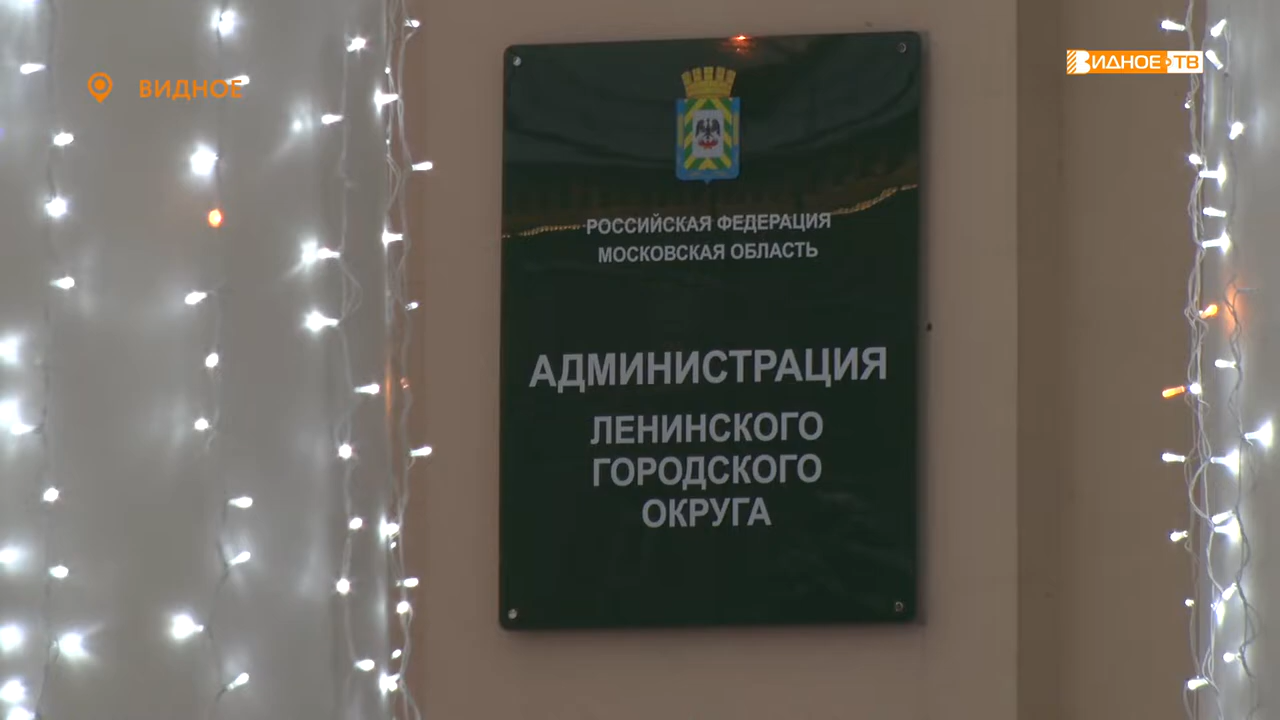 ВИДНОЕ
ВИДНОЕ ТВ
РОССИЙСКАЯ ФЕДЕРАЦИЯ
МОСКОВСКАЯ ОБЛАСТЬ
АДМИНИСТРАЦИЯ
ЛЕНИНСКОГО
ГОРОДСКОГО
ОКРУГА